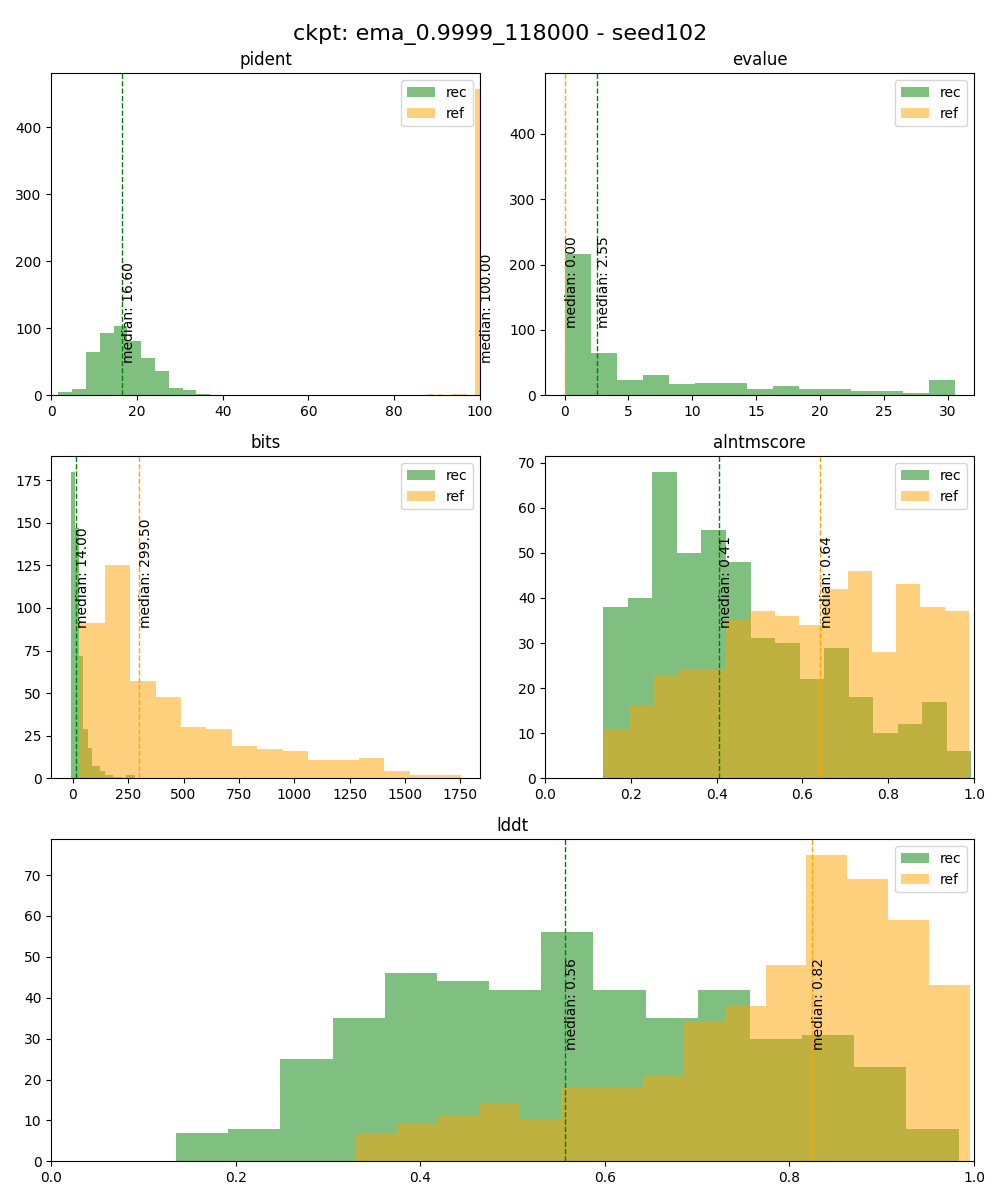 ckpt: ema_0.9999_118000 - seed102
pident
rec
ref
median: 16.60
median: 100.00
0
100
200
300
400
0
20
40
60
80
100
evalue
rec
ref
median: 0.00
median: 2.55
0
100
200
300
400
0
5
10
15
20
25
30
bits
rec
ref
median: 14.00
median: 299.50
0
25
50
75
100
125
150
175
0
250
500
750
1000
1250
1500
1750
alntmscore
rec
ref
median: 0.41
median: 0.64
0
10
20
30
40
50
60
70
0.0
0.2
0.4
0.6
0.8
1.0
lddt
rec
ref
median: 0.56
median: 0.82
0
10
20
30
40
50
60
70
0.0
0.2
0.4
0.6
0.8
1.0